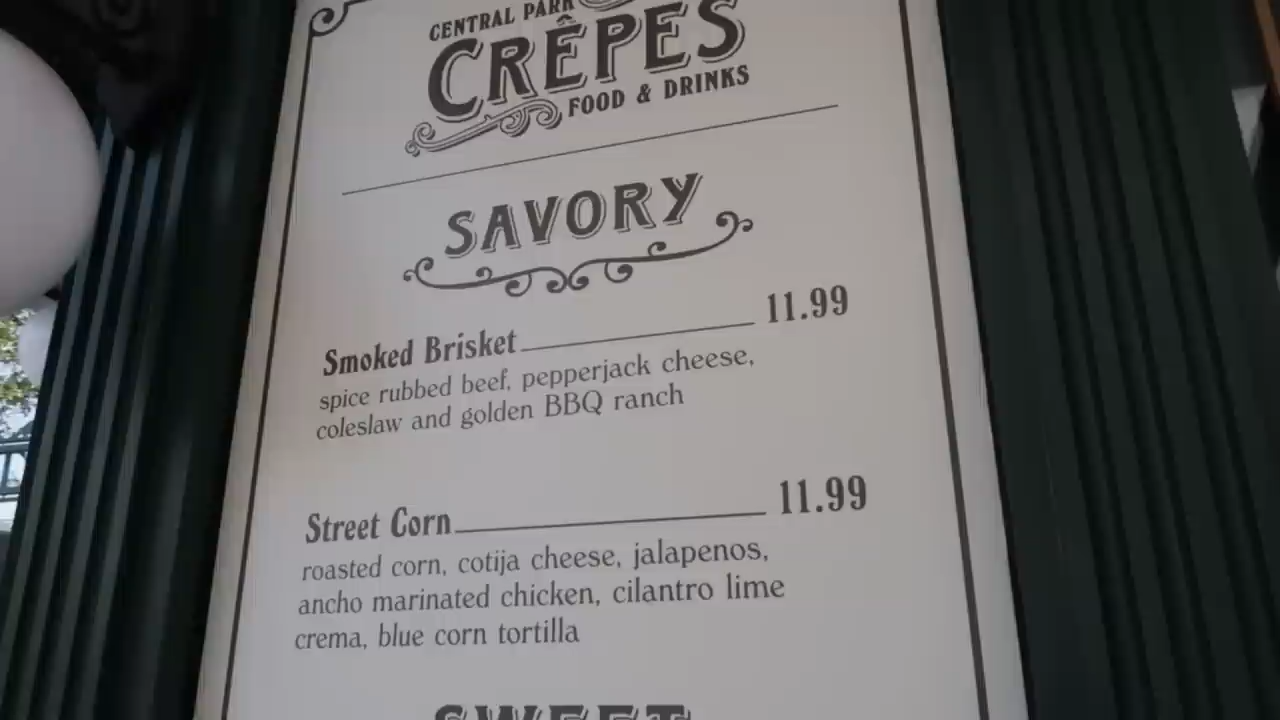 CENTRAL PARK
CRÊPES
FOOD & DRINKS
SAVORY
Smoked Brisket 11.99
spice rubbed beef, pepperjack cheese,
coleslaw and golden BBQ ranch
Street Corn 11.99
roasted corn, cotija cheese, jalapenos,
ancho marinated chicken, cilantro lime
crema, blue corn tortilla
SWEET